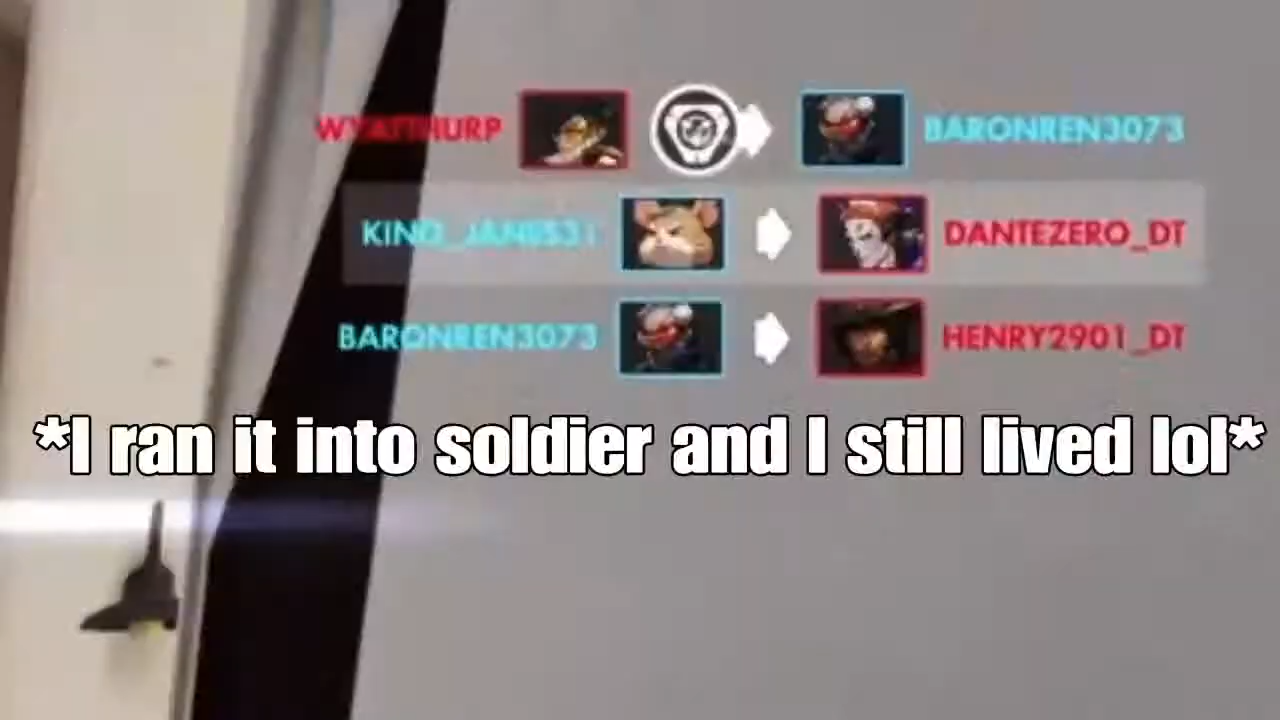 BARONREN3073
DANTEZERO_DT
BARONREN3073 HENRY2901_DT
*I ran it into soldier and I still lived lol*